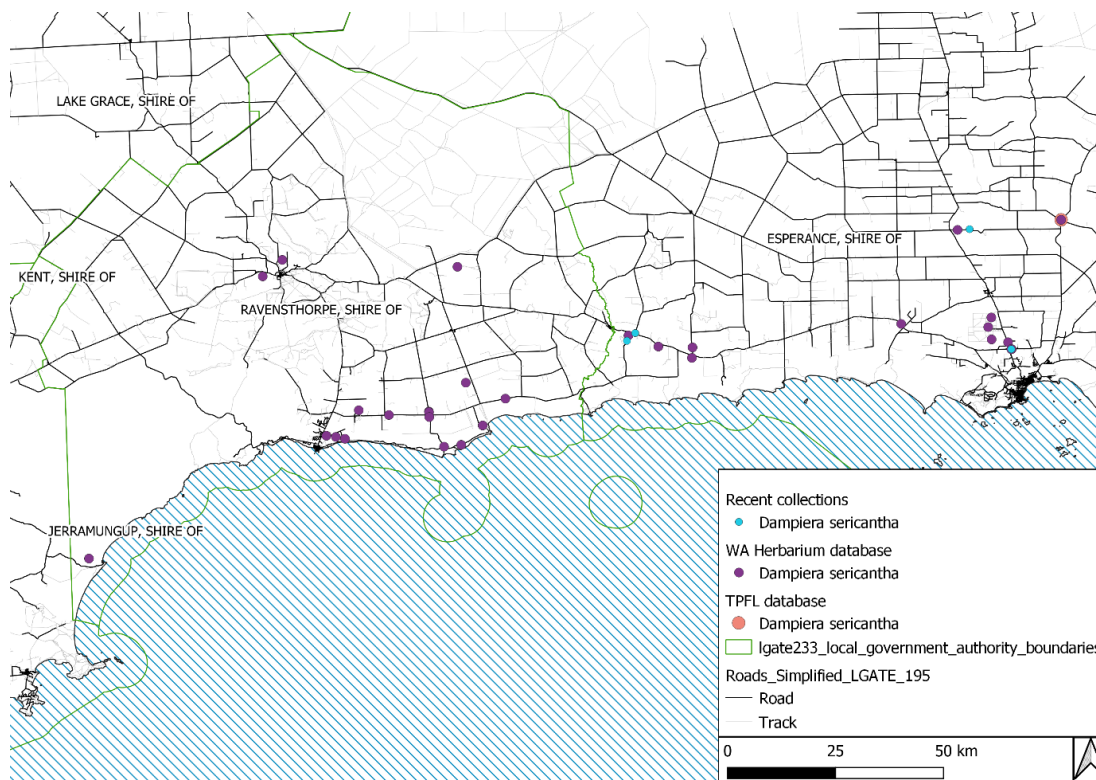 LAKE GRACE, SHIRE OF
ESPERANCE, SHIRE OF
KENT, SHIRE OF
RAVENSTHORPE, SHIRE OF
JERRAMUNGUP, SHIRE OF
Recent collections
Dampiera sericantha
WA Herbarium database
Dampiera sericantha
TPFL database
Dampiera sericantha
lgate233_local_government_authority_boundaries
Roads_Simplified_LGATE_195
Road
Track
0 25 50 km